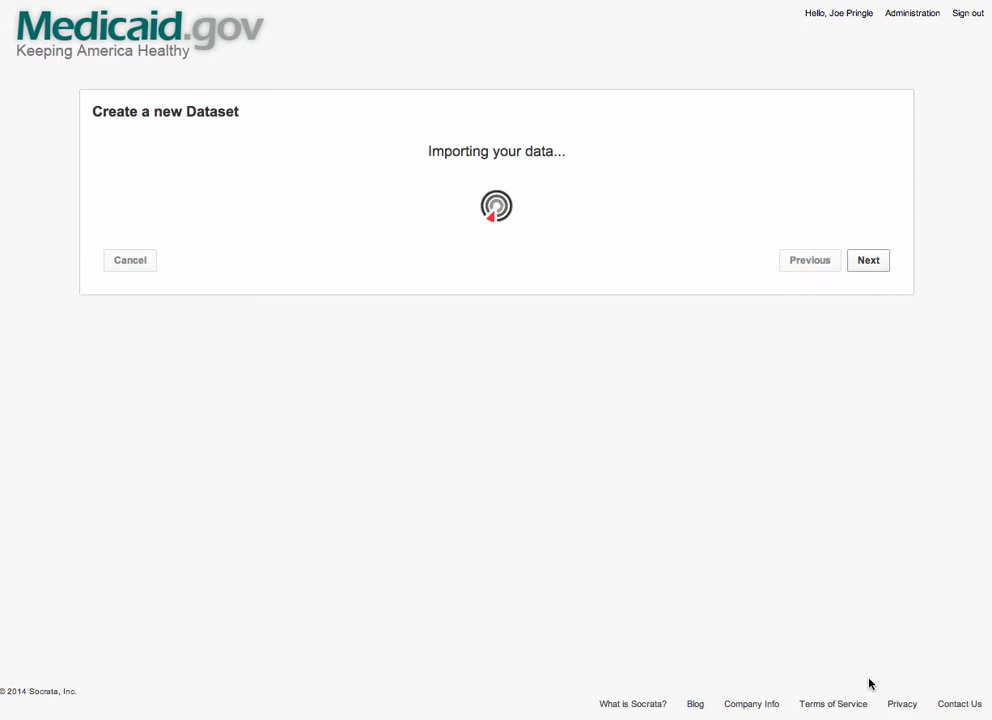 Medicaid.gov
Keeping America Healthy
Hello, Joe Pringle Administration Sign out
Create a new Dataset
Importing your data...
Cancel Previous Next
© 2014 Socrata, Inc.
What is Socrata? Blog Company Info Terms of Service Privacy Contact Us